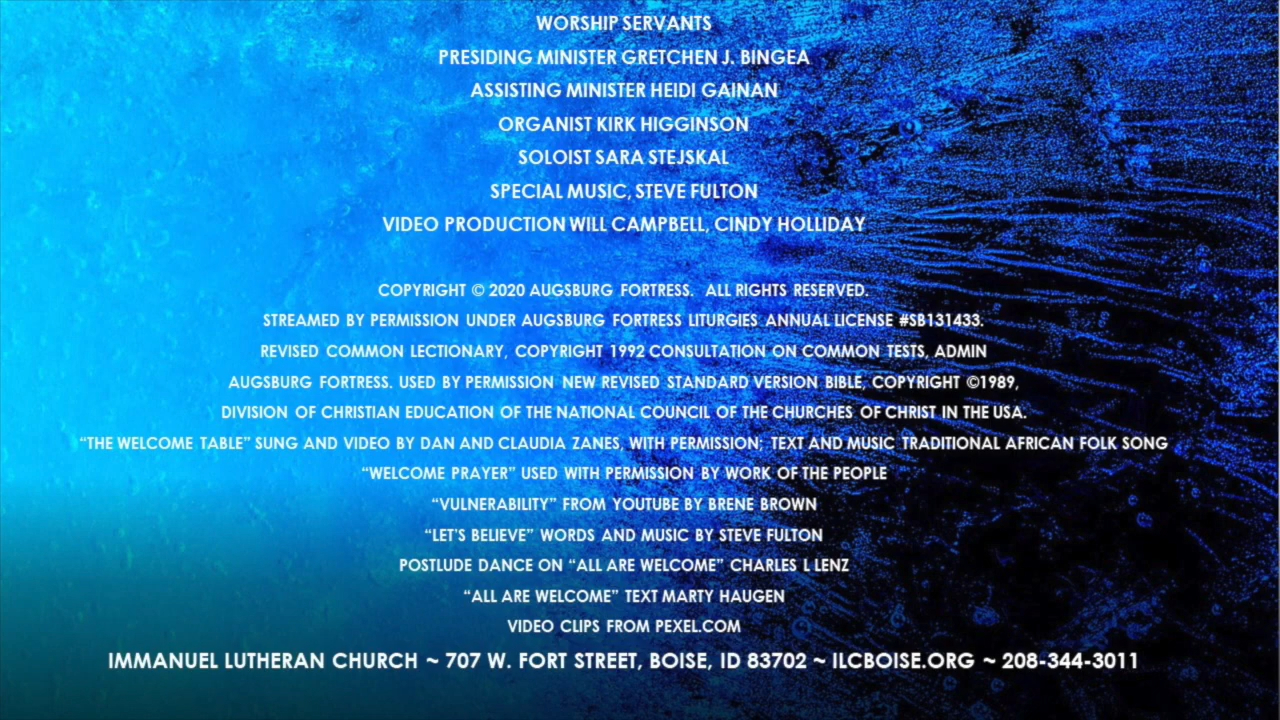 WORSHIP SERVANTS
PRESIDING MINISTER GRETCHEN J. BINGEA
ASSISTING MINISTER HEIDI GAINAN
ORGANIST KIRK HIGGINSON
SOLOIST SARA STEJSKAL
SPECIAL MUSIC, STEVE FULTON
VIDEO PRODUCTION WILL CAMPBELL, CINDY HOLLIDAY
COPYRIGHT © 2020 AUGSBURG FORTRESS. ALL RIGHTS RESERVED.
STREAMED BY PERMISSION UNDER AUGSBURG FORTRESS LITURGIES ANNUAL LICENSE #SB131433.
REVISED COMMON LECTIONARY, COPYRIGHT 1992 CONSULTATION ON COMMON TESTS, ADMIN
AUGSBURG FORTRESS. USED BY PERMISSION NEW REVISED STANDARD VERSION BIBLE, COPYRIGHT ©1989,
DIVISION OF CHRISTIAN EDUCATION OF THE NATIONAL COUNCIL OF THE CHURCHES OF CHRIST IN THE USA.
“THE WELCOME TABLE” SUNG AND VIDEO BY DAN AND CLAUDIA ZANES, WITH PERMISSION; TEXT AND MUSIC TRADITIONAL AFRICAN FOLK SONG
“WELCOME PRAYER” USED WITH PERMISSION BY WORK OF THE PEOPLE
“VULNERABILITY” FROM YOUTUBE BY BRENE BROWN
“LET’S BELIEVE” WORDS AND MUSIC BY STEVE FULTON
POSTLUDE DANCE ON “ALL ARE WELCOME” CHARLES L LENZ
“ALL ARE WELCOME” TEXT MARTY HAUGEN
VIDEO CLIPS FROM PEXEL.COM
IMMANUEL LUTHERAN CHURCH ~ 707 W. FORT STREET, BOISE, ID 83702 ~ ILCBOISE.ORG ~ 208-344-3011